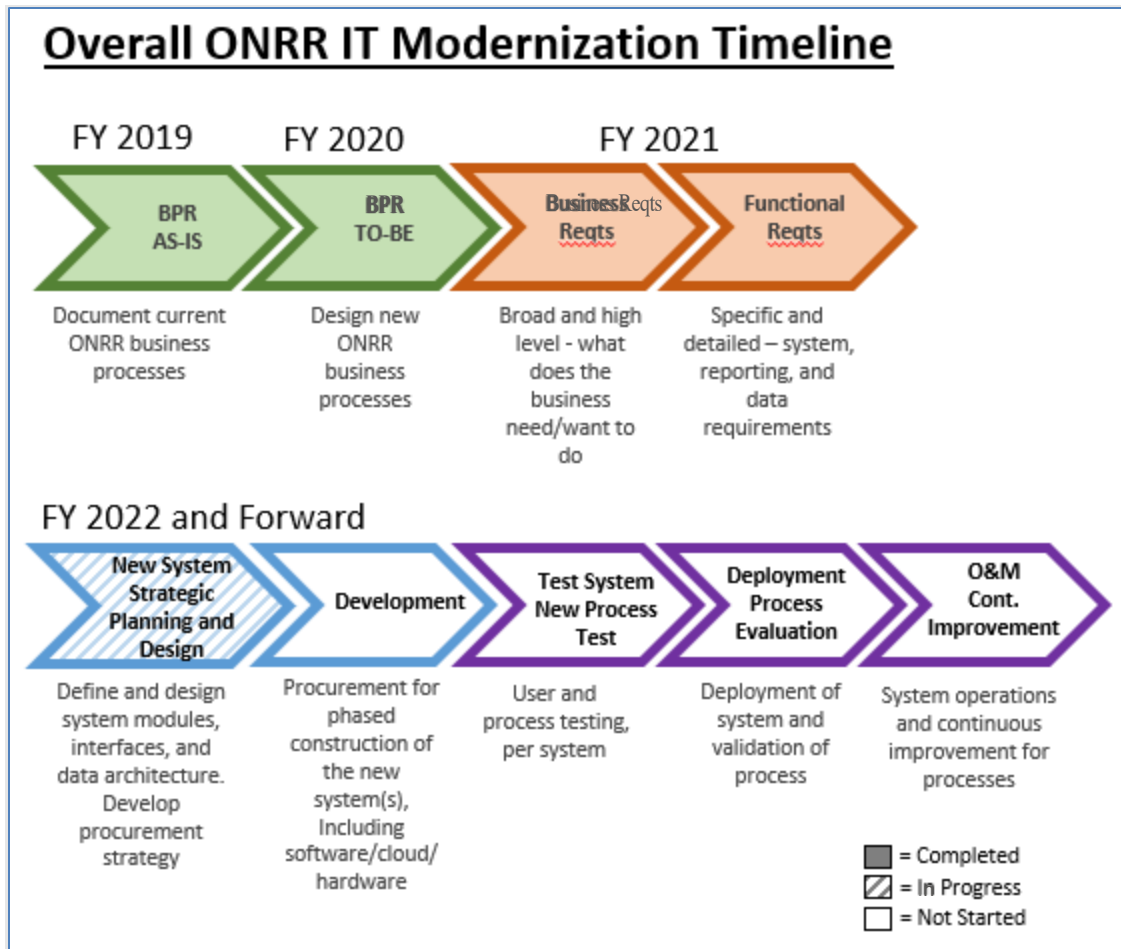 Overall ONRR IT Modernization Timeline
FY 2019
FY 2020
FY 2021
BPR
AS-IS
BPR
TO-BE
Business Reqts
Reqts
Functional
Reqts
Document current
ONRR business
processes
Design new
ONRR
business
processes
Broad and high
level - what
does the
business
need/want to
do
Specific and
detailed – system,
reporting, and
data
requirements
FY 2022 and Forward
New System
Strategic
Planning and
Design
Development
Test System
New Process
Test
Deployment
Process
Evaluation
O&M
Cont.
Improvement
Define and design
system modules,
interfaces, and
data architecture.
Develop
procurement
strategy
Procurement for
phased
construction of
the new
system(s),
Including
software/cloud/
hardware
User and
process testing,
per system
Deployment of
system and
validation of
process
System operations
and continuous
improvement for
processes
= Completed
= In Progress
= Not Started